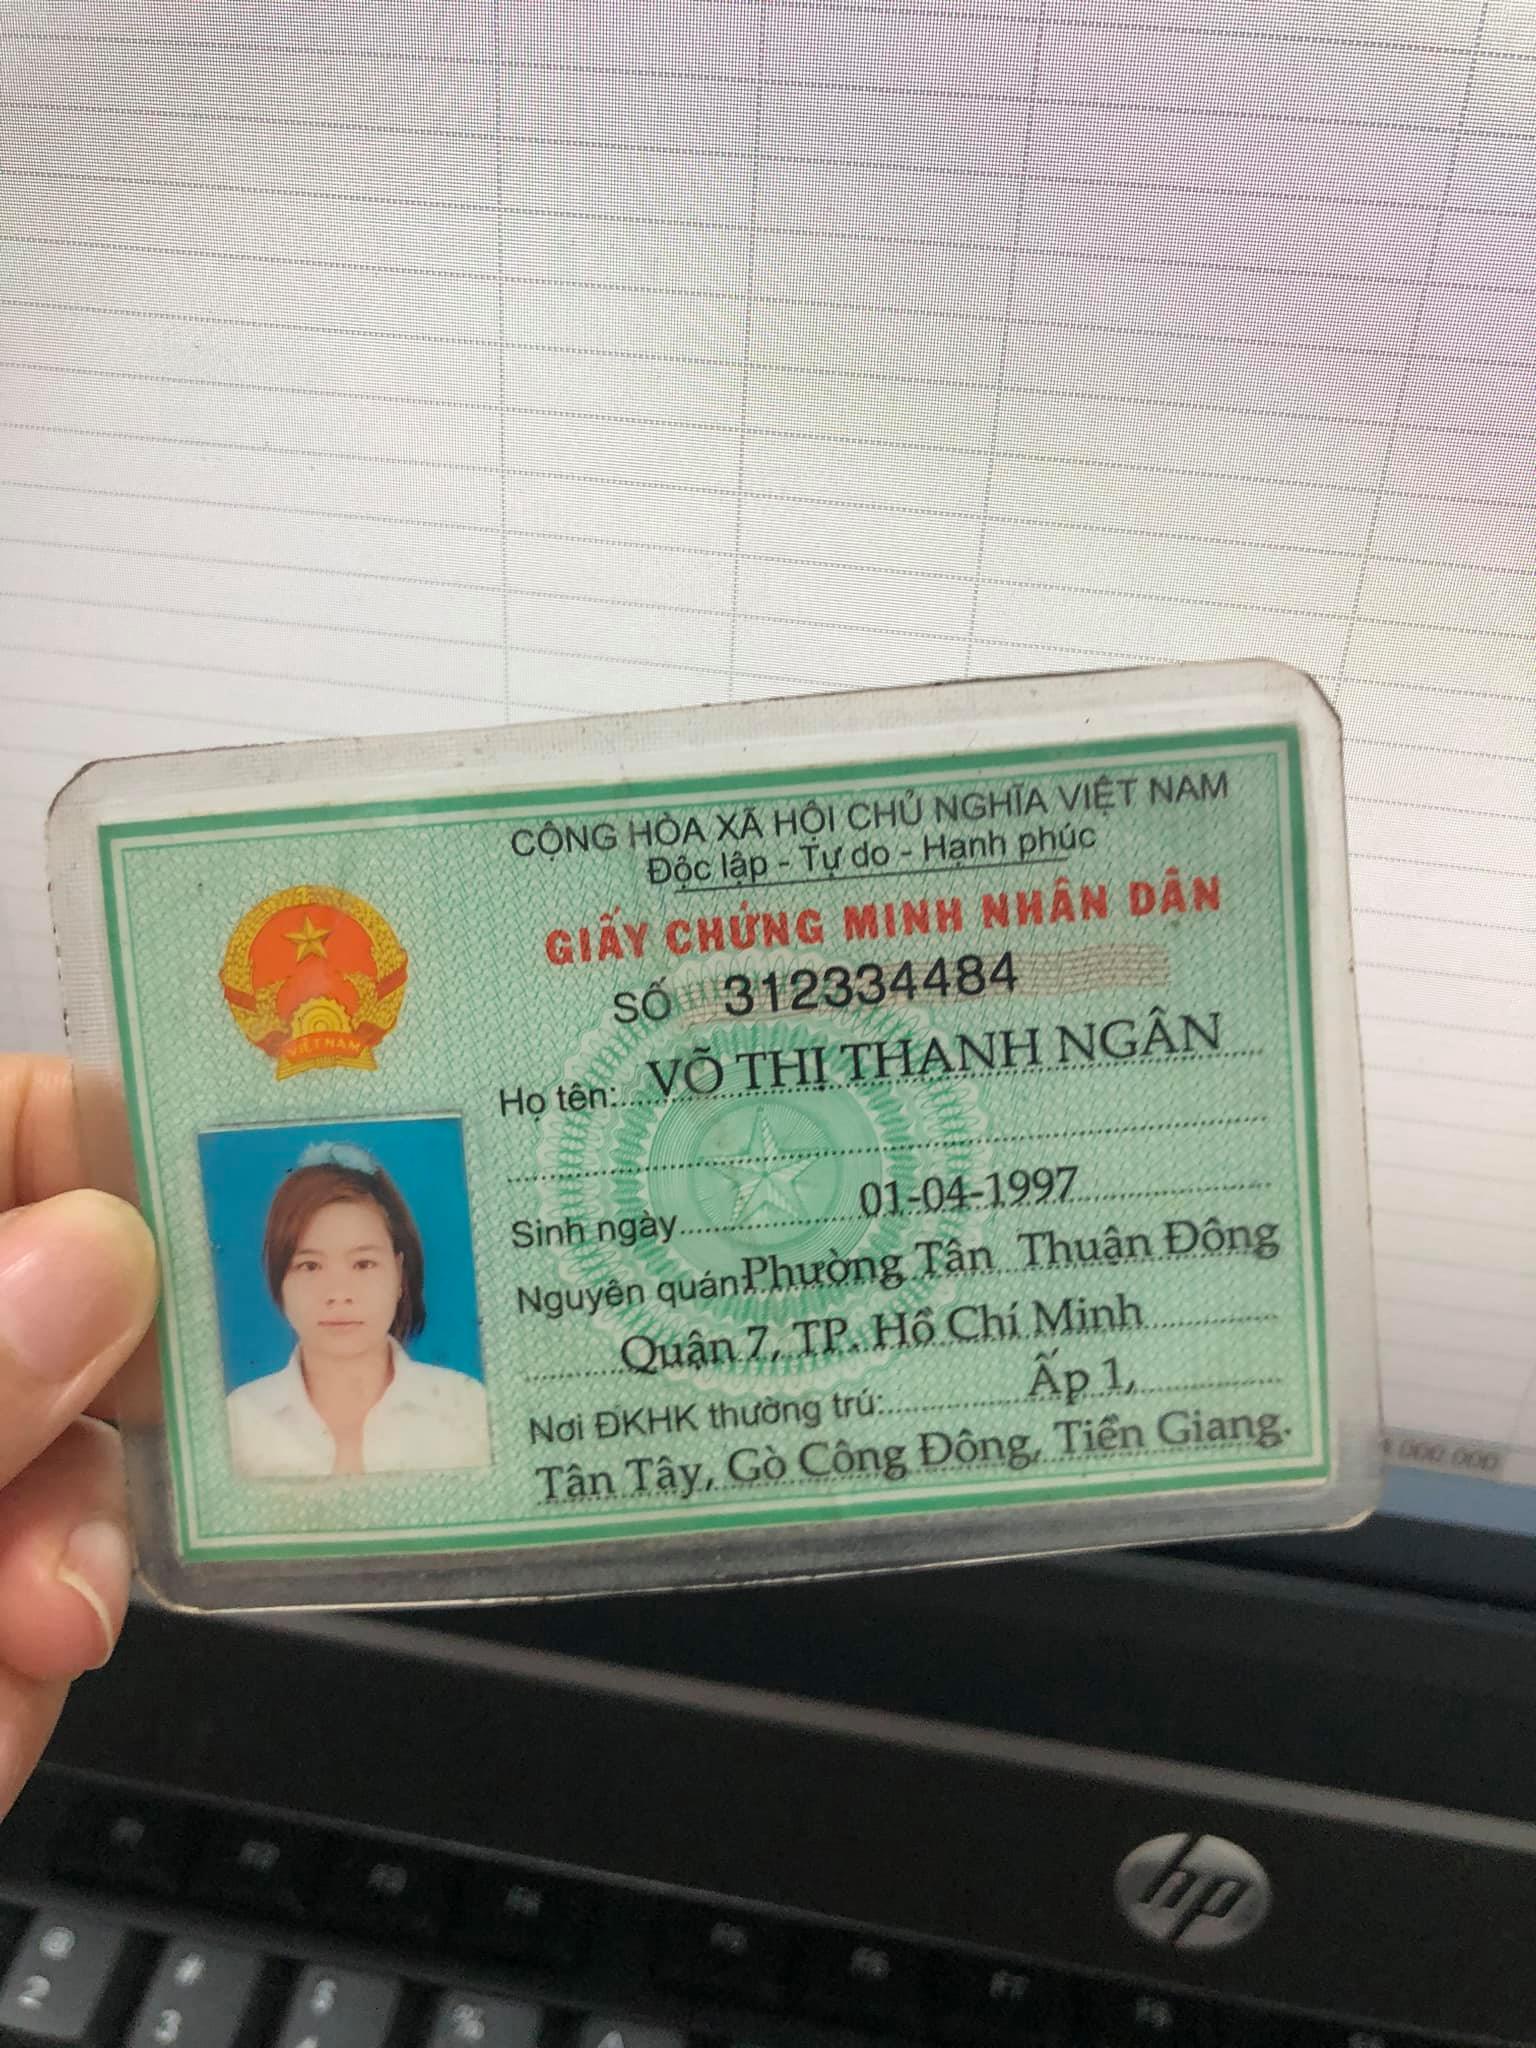 CỘNG HÒA XÃ HỘI CHỦ NGHĨA VIỆT NAM
Độc lập - Tự do - Hạnh phúc
GIẤY CHỨNG MINH NHÂN DÂN
SỐ 312334484
VIỆT NAM
Họ tên: VÕ THỊ THANH NGÂN
Sinh ngày 01-04-1997
Nguyên quán Phường Tân Thuận Đông
Quận 7, TP. Hồ Chí Minh
Nơi ĐKHK thường trú: Ấp 1,
Tân Tây, Gò Công Đông, Tiền Giang.
hp
@ # $ %
2 3